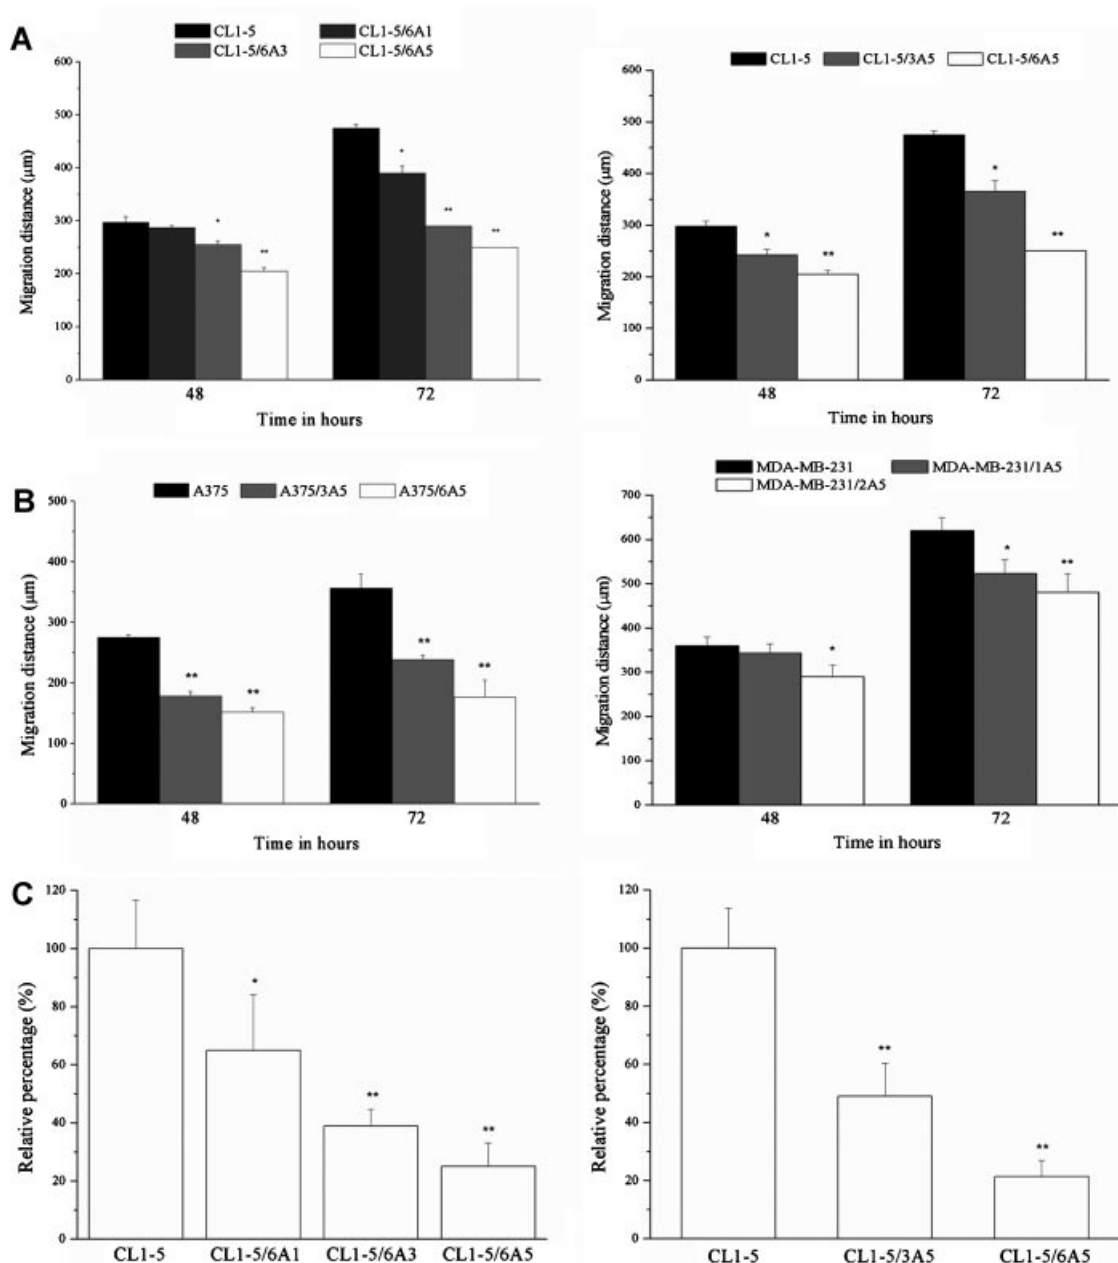 A
CL1-5 CL1-5/6A1
CL1-5/6A3 CL1-5/6A5
600
500
400
300
200
100
0
Migration distance (μm)
* ** * ** **
48 72
Time in hours
CL1-5 CL1-5/3A5 CL1-5/6A5
600
500
400
300
200
100
0
Migration distance (μm)
* ** * **
48 72
Time in hours
B
A375 A375/3A5 A375/6A5
500
400
300
200
100
0
Migration distance (μm)
** ** ** **
48 72
Time in hours
MDA-MB-231 MDA-MB-231/1A5
MDA-MB-231/2A5
700
600
500
400
300
200
100
0
Migration distance (μm)
* * **
48 72
Time in hours
C
120
100
80
60
40
20
0
Relative percentage (%)
* ** **
CL1-5 CL1-5/6A1 CL1-5/6A3 CL1-5/6A5
120
100
80
60
40
20
0
Relative percentage (%)
** **
CL1-5 CL1-5/3A5 CL1-5/6A5